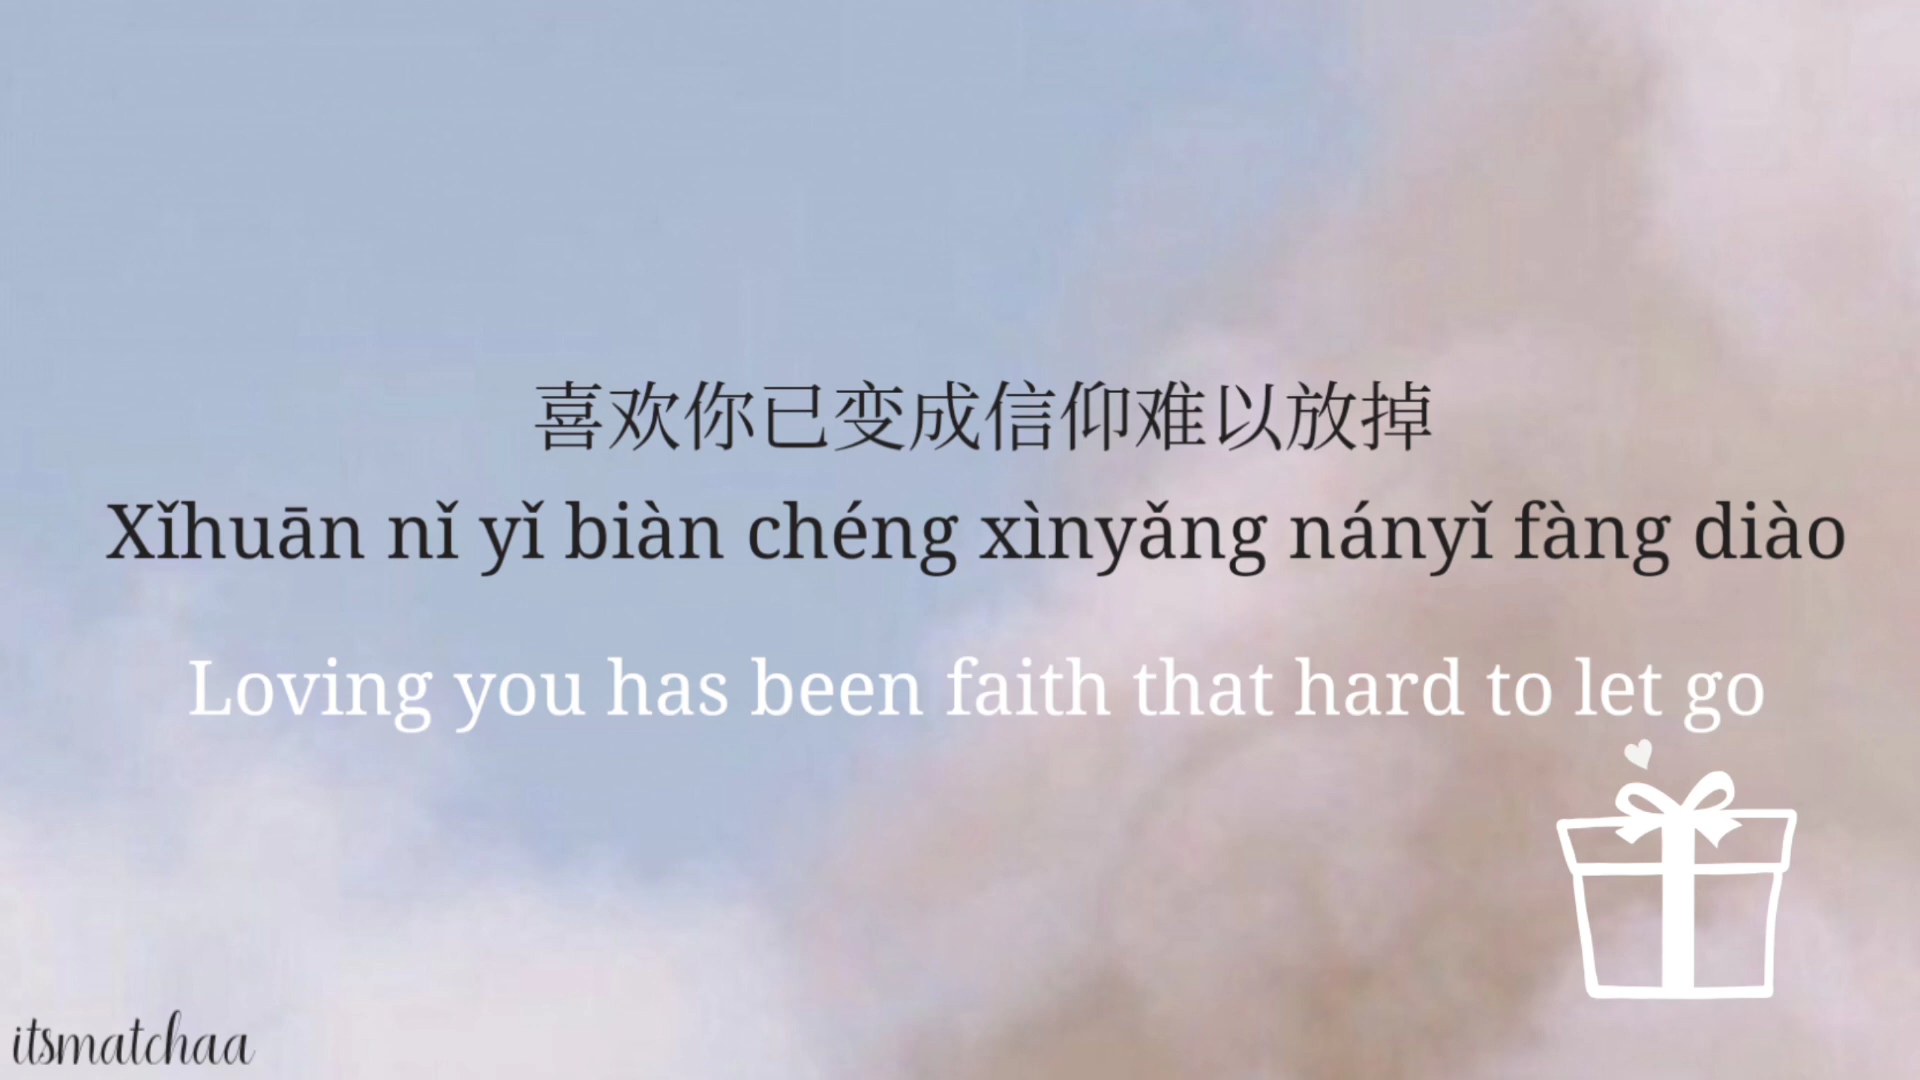 喜欢你已变成信仰难以放掉
Xǐhuān nǐ yǐ biàn chéng xìnyǎng nányǐ fàng diào
Loving you has been faith that hard to let go
itsmatchaa